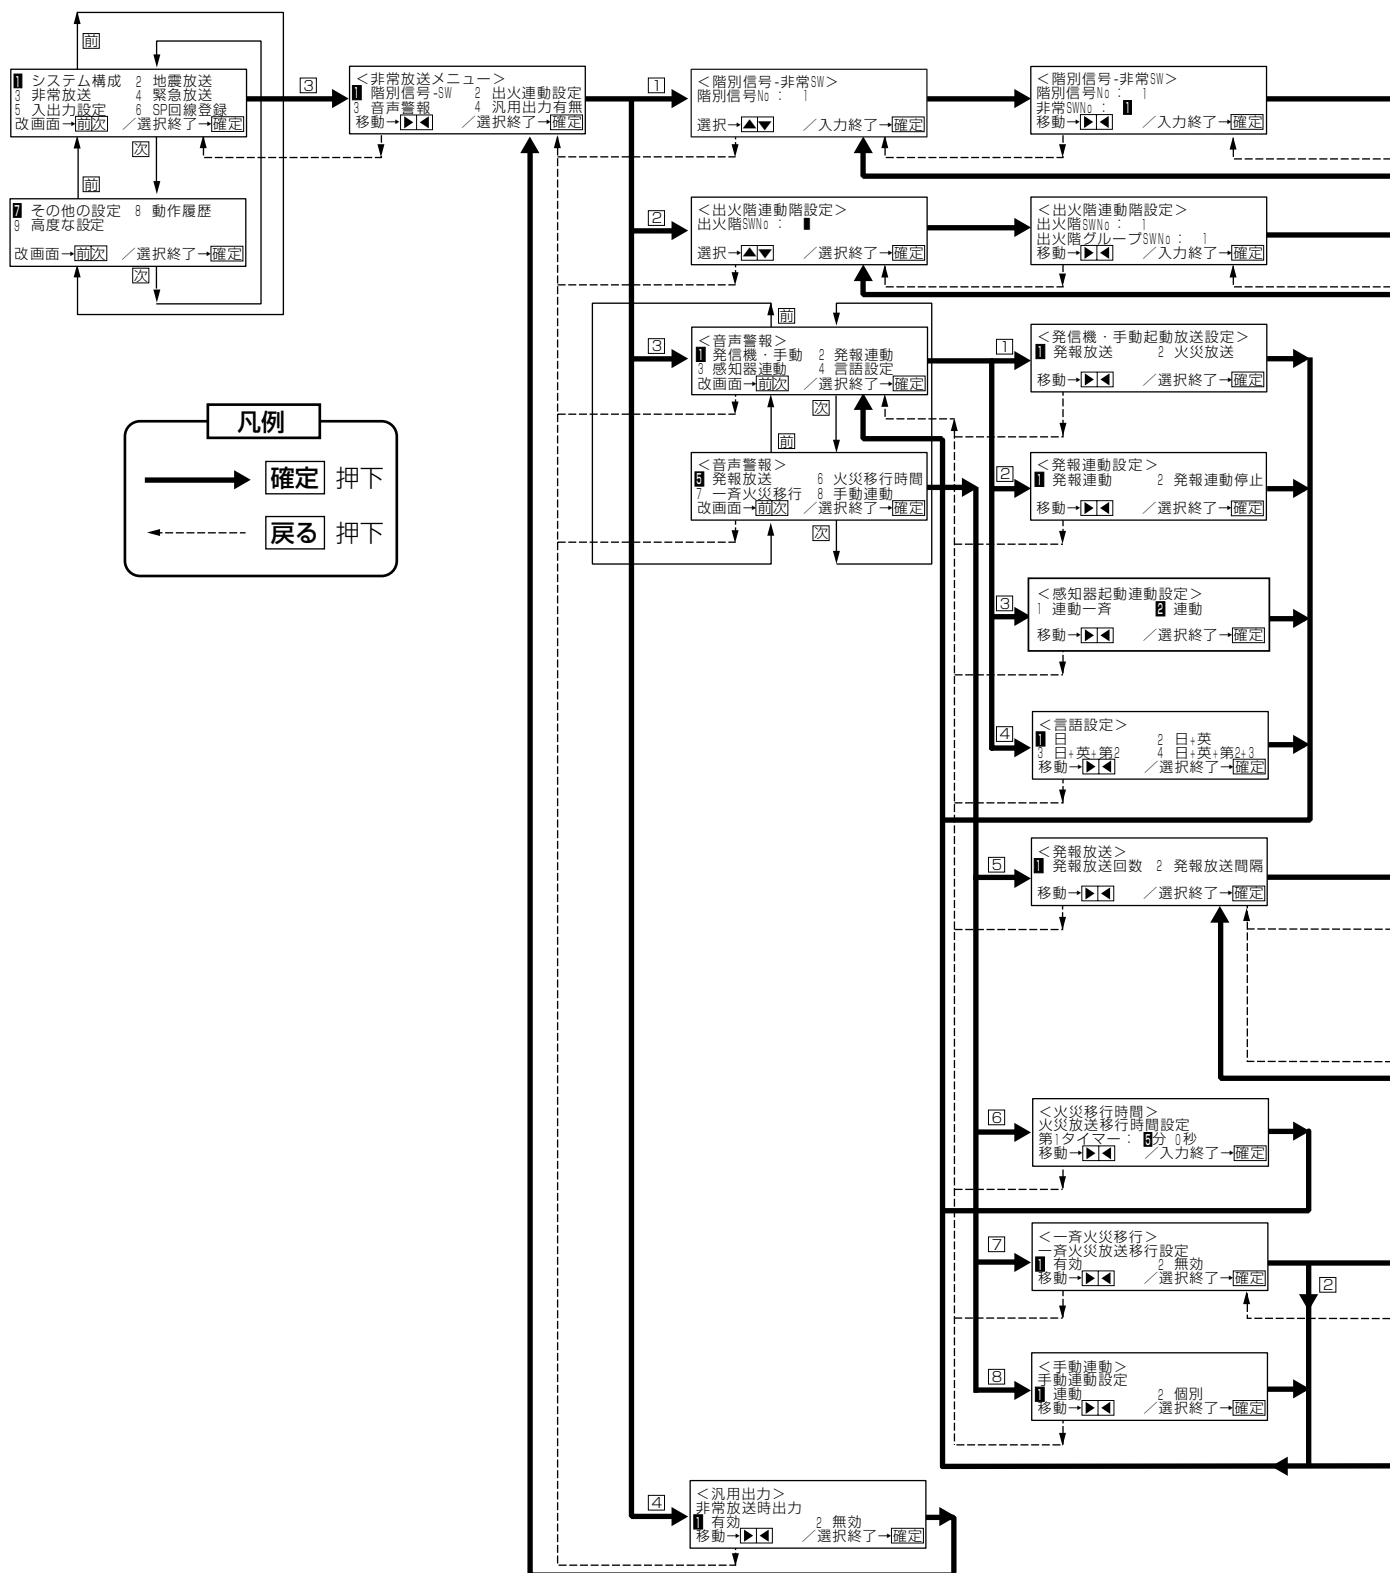 前
1 システム構成 2 地震放送
3 非常放送 4 緊急放送
5 入出力設定 6 SP回線登録
改画面→前次 ／選択終了→確定
次
前
7 その他の設定 8 動作履歴
9 高度な設定
改画面→前次 ／選択終了→確定
次
3
＜非常放送メニュー＞
1 階別信号-SW 2 出火連動設定
3 音声警報 4 汎用出力有無
移動→▶◀ ／選択終了→確定
1
＜階別信号-非常SW＞
階別信号No： 1
選択→▲▼ ／入力終了→確定
＜階別信号-非常SW＞
階別信号No： 1
非常SWNo： 1
移動→▶◀ ／入力終了→確定
2
＜出火階連動階設定＞
出火階SWNo：
選択→▲▼ ／選択終了→確定
＜出火階連動階設定＞
出火階SWNo： 1
出火階グループSWNo： 1
移動→▶◀ ／入力終了→確定
前
3
＜音声警報＞
1 発信機・手動 2 発報連動
3 感知器連動 4 言語設定
改画面→前次 ／選択終了→確定
次
前
＜音声警報＞
5 発報放送 6 火災移行時間
7 一斉火災移行 8 手動連動
改画面→前次 ／選択終了→確定
次
1
＜発信機・手動起動放送設定＞
1 発報放送 2 火災放送
移動→▶◀ ／選択終了→確定
2
＜発報連動設定＞
1 発報連動 2 発報連動停止
移動→▶◀ ／選択終了→確定
3
＜感知器起動連動設定＞
1 連動一斉 2 連動
移動→▶◀ ／選択終了→確定
4
＜言語設定＞
1 日 2 日+英
3 日+英+第2 4 日+英+第2+3
移動→▶◀ ／選択終了→確定
5
＜発報放送＞
1 発報放送回数 2 発報放送間隔
移動→▶◀ ／選択終了→確定
6
＜火災移行時間＞
火災放送移行時間設定
第1タイマー： 5分 0秒
移動→▶◀ ／入力終了→確定
7
＜一斉火災移行＞
一斉火災放送移行設定
1 有効 2 無効
移動→▶◀ ／選択終了→確定
2
8
＜手動連動＞
手動連動設定
1 連動 2 個別
移動→▶◀ ／選択終了→確定
4
＜汎用出力＞
非常放送時出力
1 有効 2 無効
移動→▶◀ ／選択終了→確定
凡例
確定 押下
戻る 押下